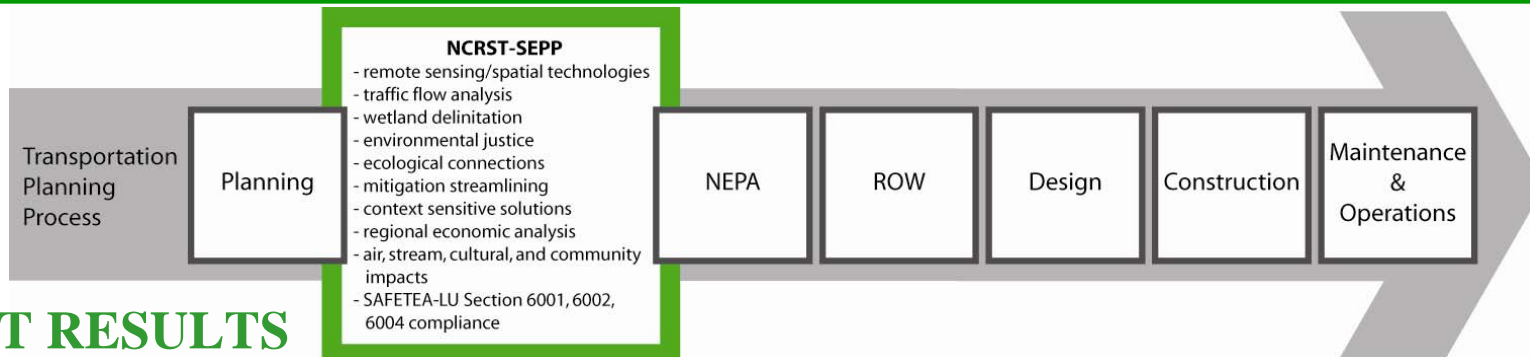 Transportation
Planning
Process
Planning
NCRST-SEPP
- remote sensing/spatial technologies
- traffic flow analysis
- wetland delinitation
- environmental justice
- ecological connections
- mitigation streamlining
- context sensitive solutions
- regional economic analysis
- air, stream, cultural, and community
impacts
- SAFETEA-LU Section 6001, 6002,
6004 compliance
NEPA
ROW
Design
Construction
Maintenance
&
Operations
T RESULTS